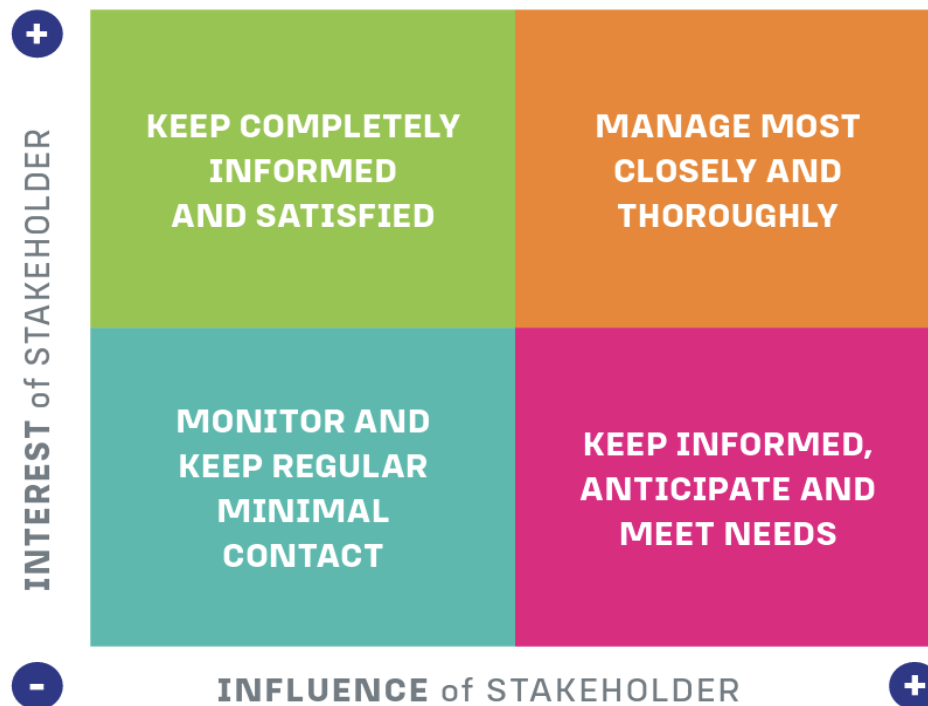 +
KEEP COMPLETELY
INFORMED
AND SATISFIED
MANAGE MOST
CLOSELY AND
THOROUGHLY
INTEREST of STAKEHOLDER
MONITOR AND
KEEP REGULAR
MINIMAL
CONTACT
KEEP INFORMED,
ANTICIPATE AND
MEET NEEDS
-
INFLUENCE of STAKEHOLDER
+